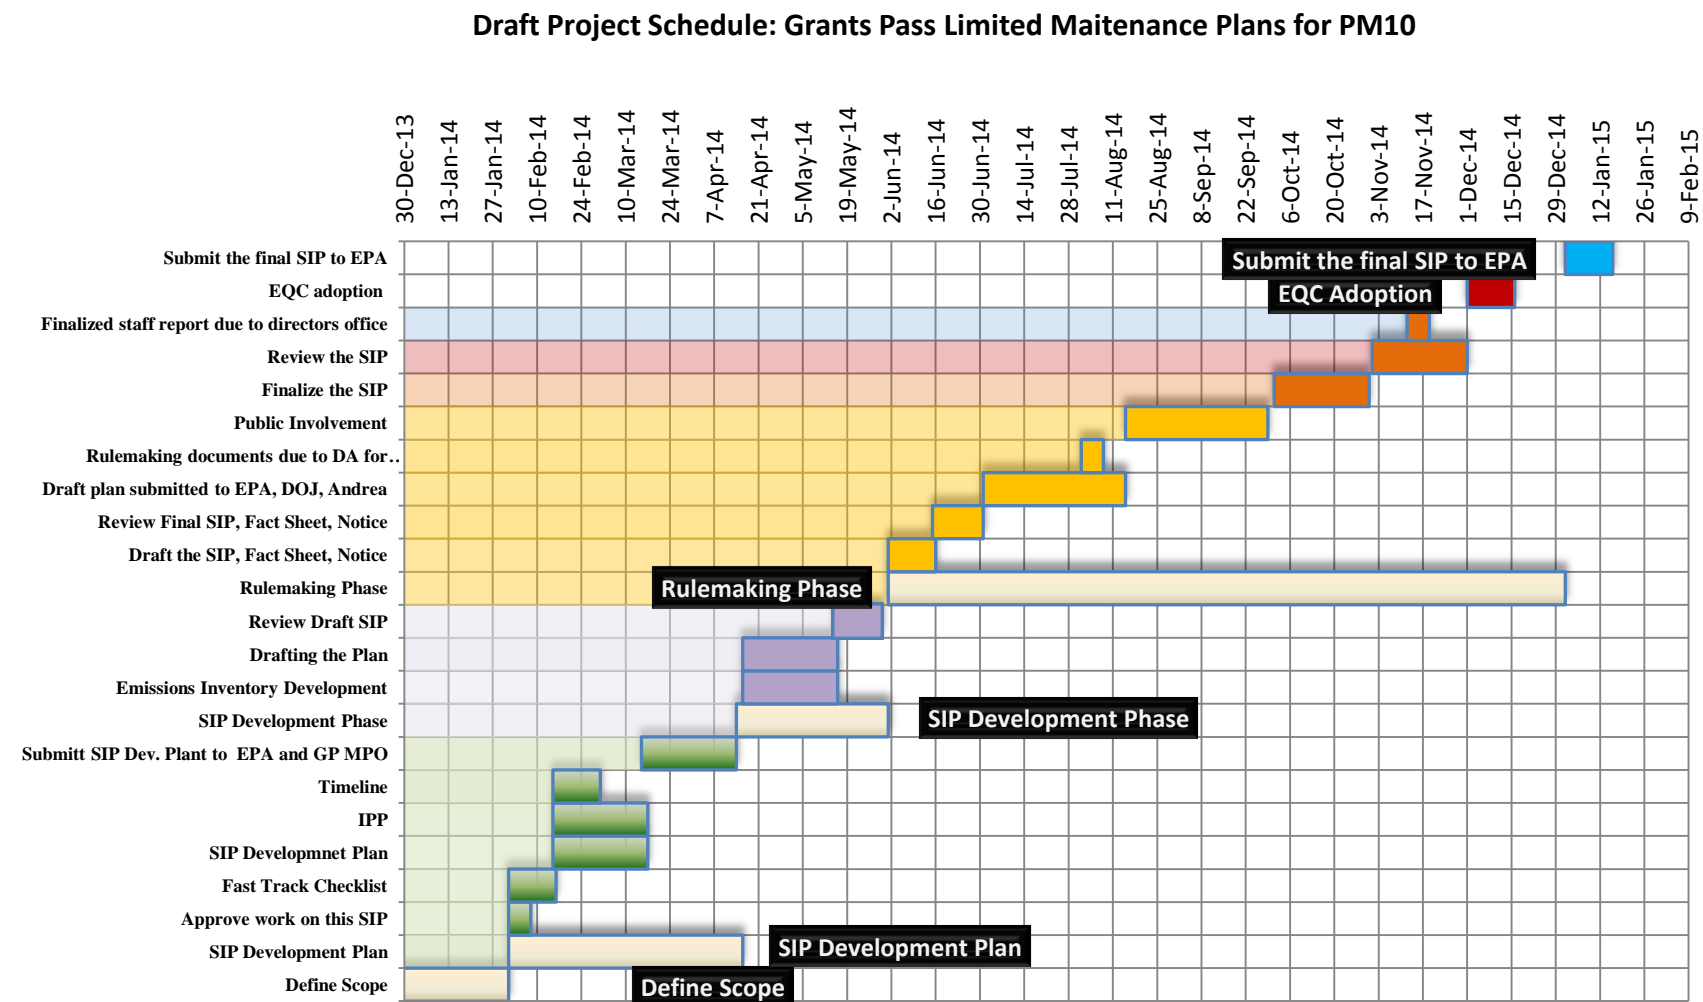 Draft Project Schedule: Grants Pass Limited Maitenance Plans for PM10
30-Dec-13
13-Jan-14
27-Jan-14
10-Feb-14
24-Feb-14
10-Mar-14
24-Mar-14
7-Apr-14
21-Apr-14
5-May-14
19-May-14
2-Jun-14
16-Jun-14
30-Jun-14
14-Jul-14
28-Jul-14
11-Aug-14
25-Aug-14
8-Sep-14
22-Sep-14
6-Oct-14
20-Oct-14
3-Nov-14
17-Nov-14
1-Dec-14
15-Dec-14
29-Dec-14
12-Jan-15
26-Jan-15
9-Feb-15
Submit the final SIP to EPA
Submit the final SIP to EPA
EQC adoption
EQC Adoption
Finalized staff report due to directors office
Review the SIP
Finalize the SIP
Public Involvement
Rulemaking documents due to DA for..
Draft plan submitted to EPA, DOJ, Andrea
Review Final SIP, Fact Sheet, Notice
Draft the SIP, Fact Sheet, Notice
Rulemaking Phase
Rulemaking Phase
Review Draft SIP
Drafting the Plan
Emissions Inventory Development
SIP Development Phase
SIP Development Phase
Submitt SIP Dev. Plant to EPA and GP MPO
Timeline
IPP
SIP Developmnet Plan
Fast Track Checklist
Approve work on this SIP
SIP Development Plan
SIP Development Plan
Define Scope
Define Scope